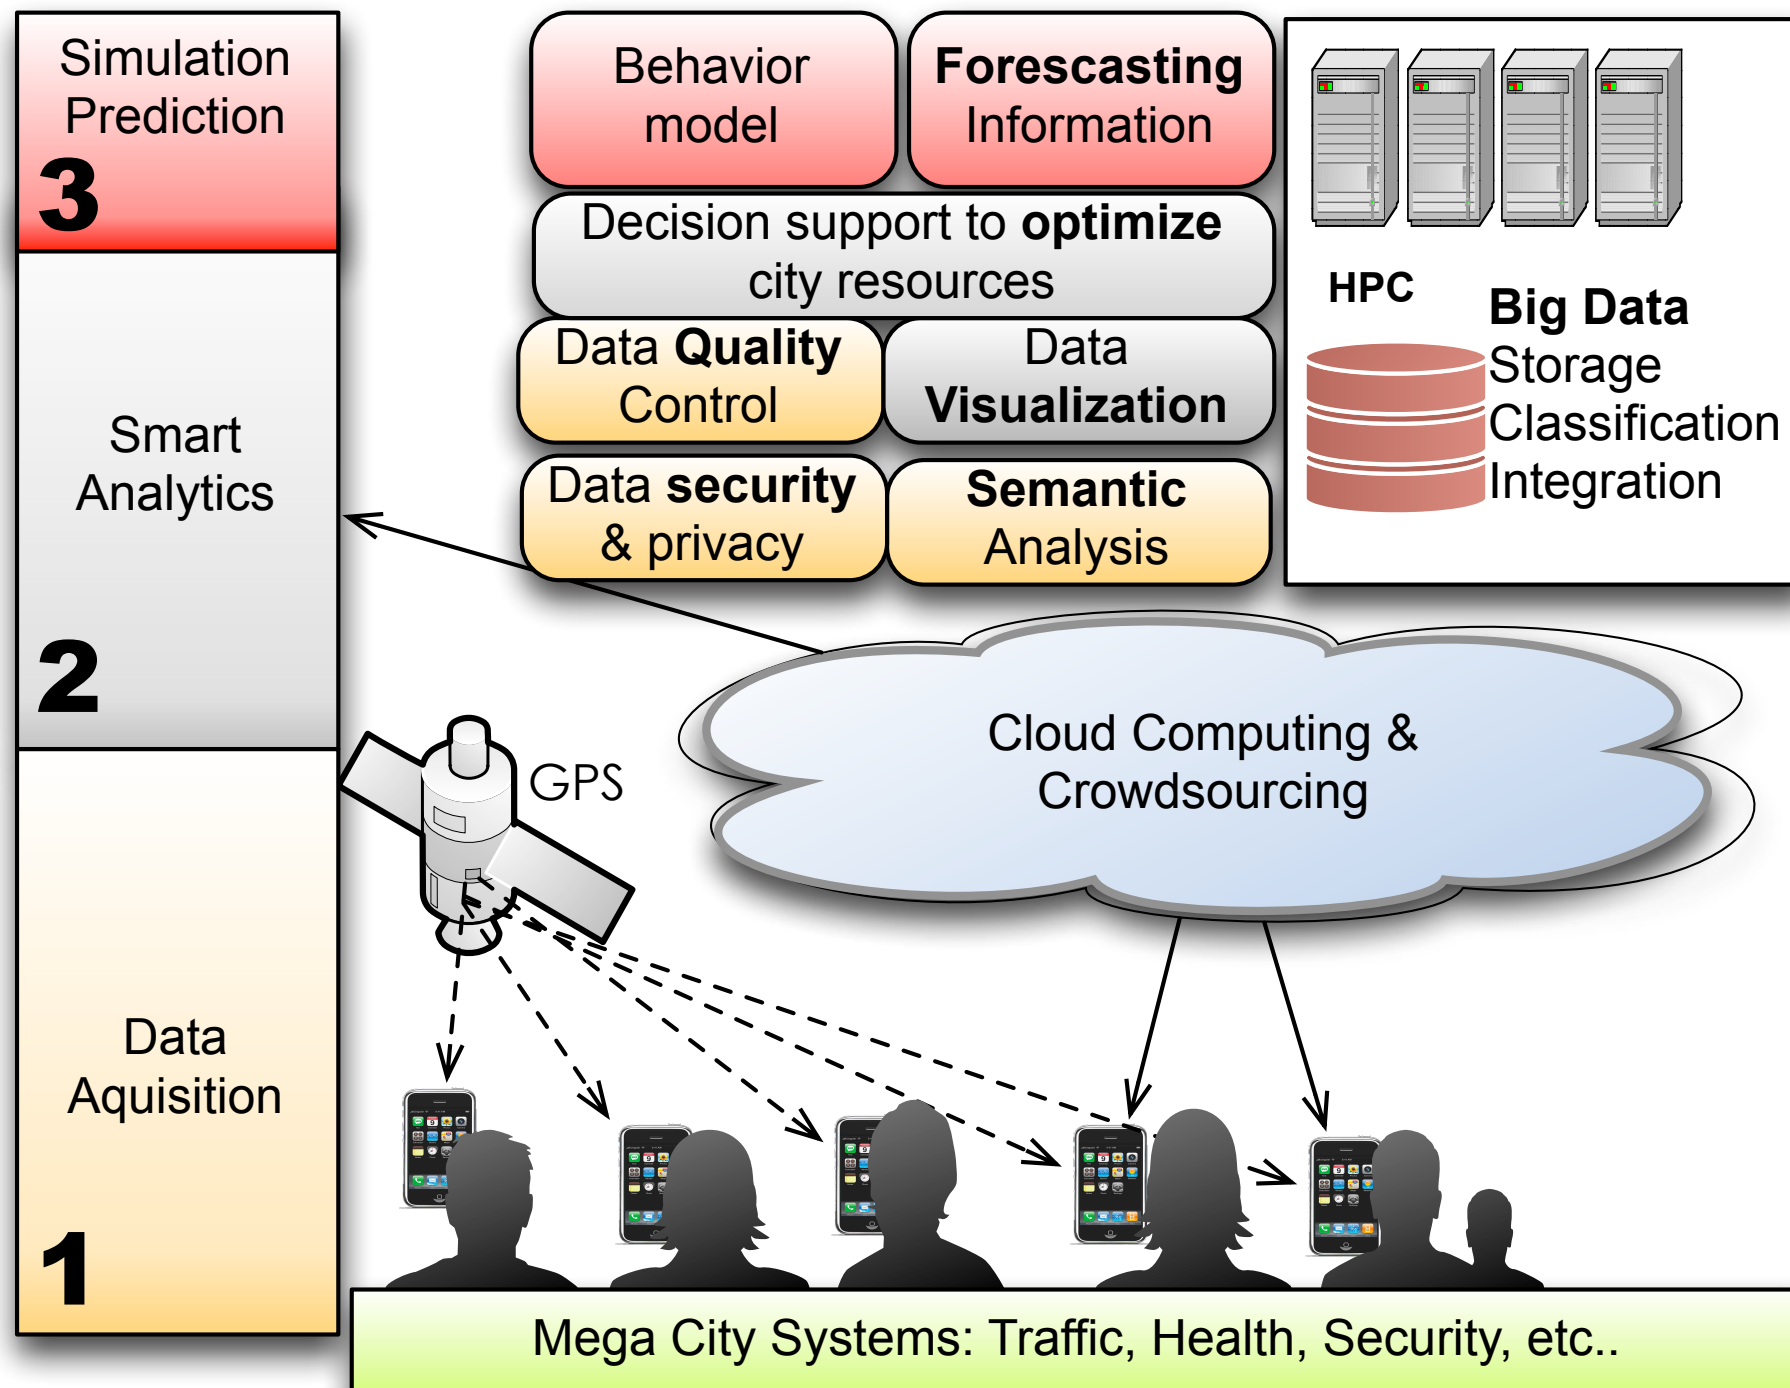 Simulation
Prediction
3
Smart
Analytics
2
Data
Aquisition
1
Behavior
model
Forescasting
Information
Decision support to optimize
city resources
Data Quality
Control
Data
Visualization
Data security
& privacy
Semantic
Analysis
HPC
Big Data
Storage
Classification
Integration
Cloud Computing &
Crowdsourcing
GPS
Mega City Systems: Traffic, Health, Security, etc..